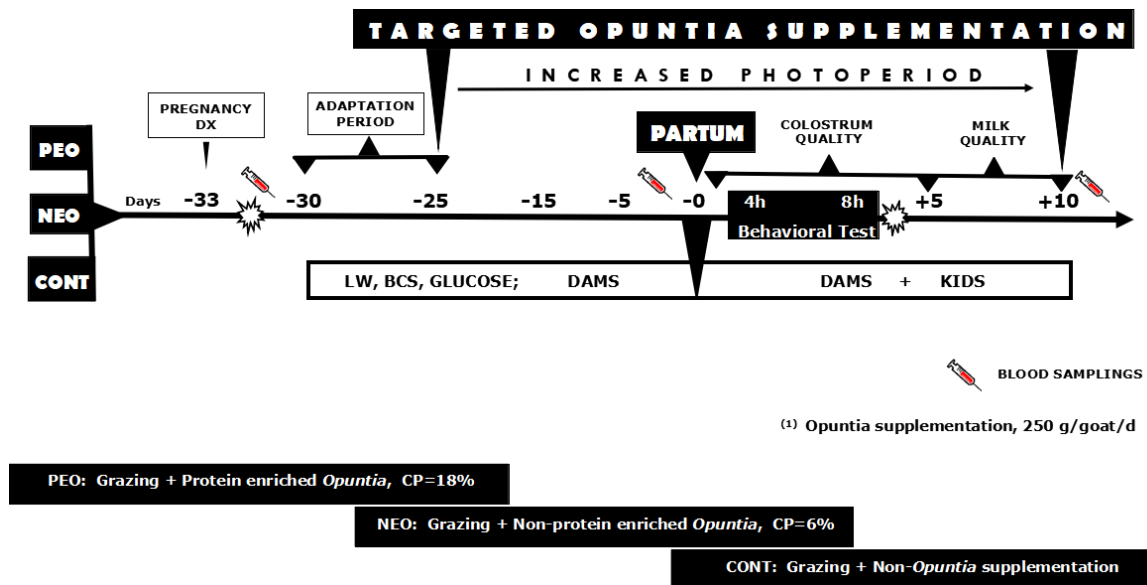 TARGETED OPUNTIA SUPPLEMENTATION
INCREASED PHOTOPERIOD
PREGNANCY
DX
ADAPTATION
PERIOD
PARTUM
COLOSTRUM
QUALITY
MILK
QUALITY
PEO
NEO
CONT
Days -33 -30 -25 -15 -5 -0 +5 +10
4h 8h
Behavioral Test
LW, BCS, GLUCOSE; DAMS DAMS + KIDS
BLOOD SAMPLINGS
(1) Opuntia supplementation, 250 g/goat/d
PEO: Grazing + Protein enriched Opuntia, CP=18%
NEO: Grazing + Non-protein enriched Opuntia, CP=6%
CONT: Grazing + Non-Opuntia supplementation